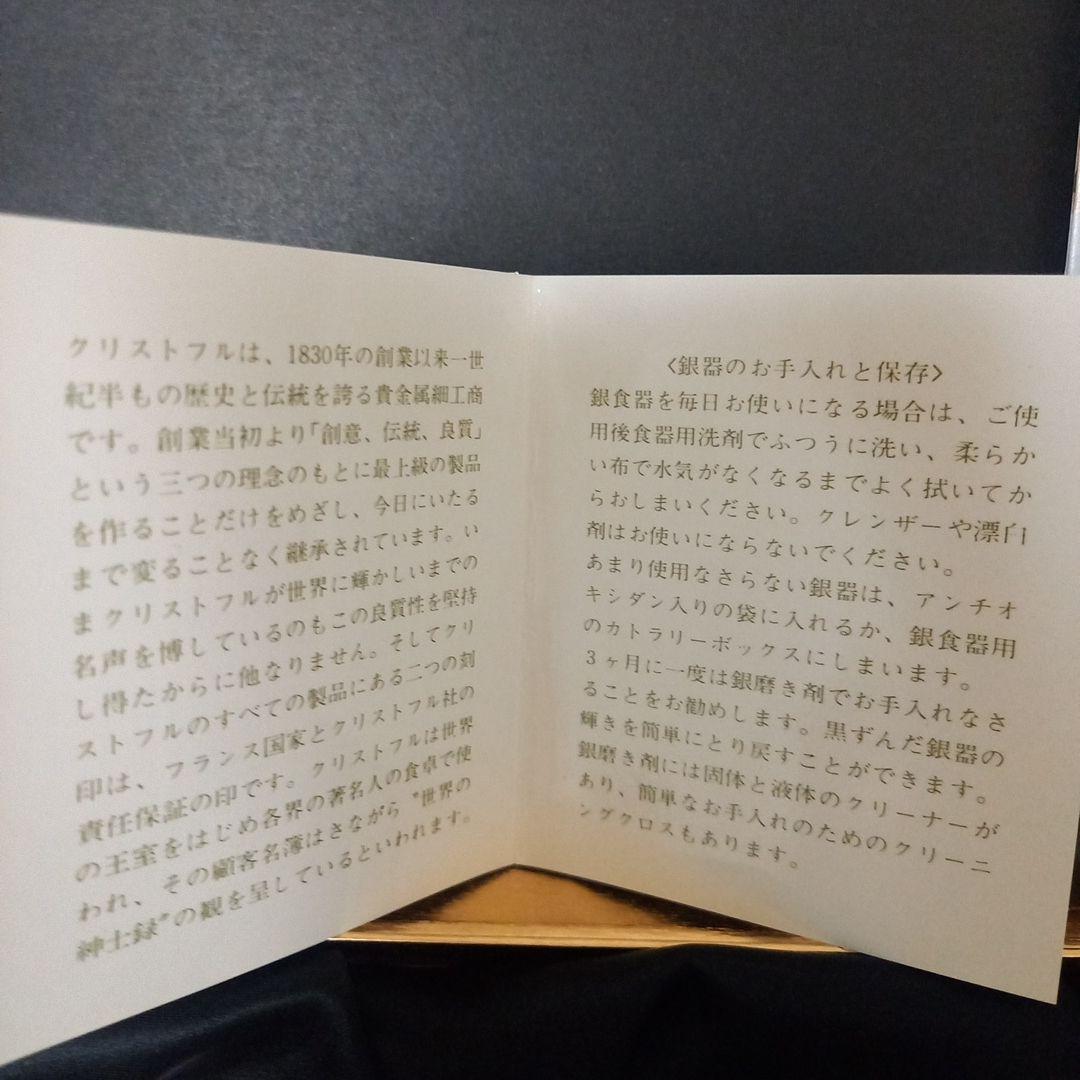 クリストフルは、1830年の創業以来一世
紀半もの歴史と伝統を誇る貴金属細工商
です。創業当初より「創意、伝統、良質」
という三つの理念のもとに最上級の製品
を作ることだけをめざし、今日にいたる
まで変ることなく継承されています。い
まクリストフルが世界に輝かしいまでの
名声を博しているのもこの良質性を堅持
し得たからに他なりません。そしてクリ
ストフルのすべての製品にある二つの刻
印は、フランス国家とクリストフル社の
責任保証の印です。クリストフルは世界
の王室をはじめ各界の著名人の食卓で使
われ、その顧客名簿はさながら〝世界の
紳士録〟の観を呈しているといわれます。
〈銀器のお手入れと保存〉
銀食器を毎日お使いになる場合は、ご使
用後食器用洗剤でふつうに洗い、柔らか
い布で水気がなくなるまでよく拭いてか
らおしまいください。クレンザーや漂白
剤はお使いにならないでください。
あまり使用なさらない銀器は、アンチオ
キシダン入りの袋に入れるか、銀食器用
のカトラリーボックスにしまいます。
3ヶ月に一度は銀磨き剤でお手入れなさ
ることをお勧めします。黒ずんだ銀器の
輝きを簡単にとり戻すことができます。
銀磨き剤には固体と液体のクリーナーが
あり、簡単なお手入れのためのクリーニ
ングクロスもあります。